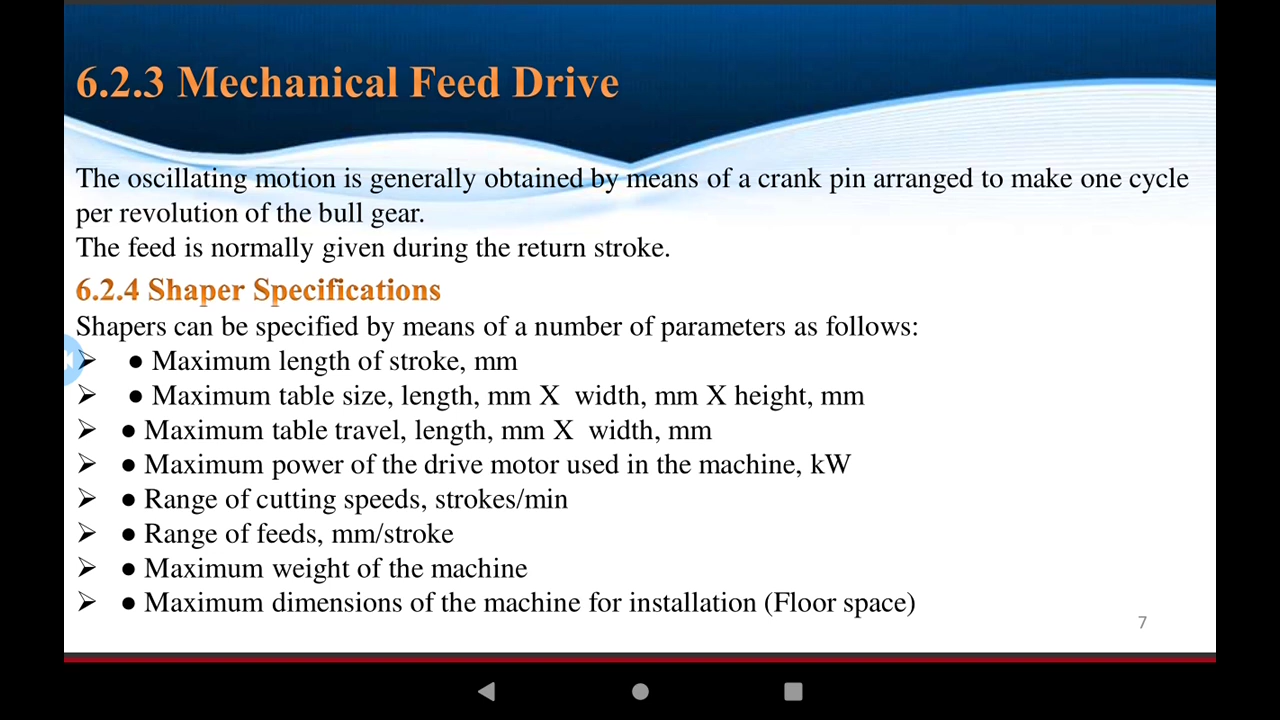 6.2.3 Mechanical Feed Drive
The oscillating motion is generally obtained by means of a crank pin arranged to make one cycle
per revolution of the bull gear.
The feed is normally given during the return stroke.
6.2.4 Shaper Specifications
Shapers can be specified by means of a number of parameters as follows:
➢ ● Maximum length of stroke, mm
➢ ● Maximum table size, length, mm X  width, mm X height, mm
➢ ● Maximum table travel, length, mm X  width, mm
➢ ● Maximum power of the drive motor used in the machine, kW
➢ ● Range of cutting speeds, strokes/min
➢ ● Range of feeds, mm/stroke
➢ ● Maximum weight of the machine
➢ ● Maximum dimensions of the machine for installation (Floor space)
7